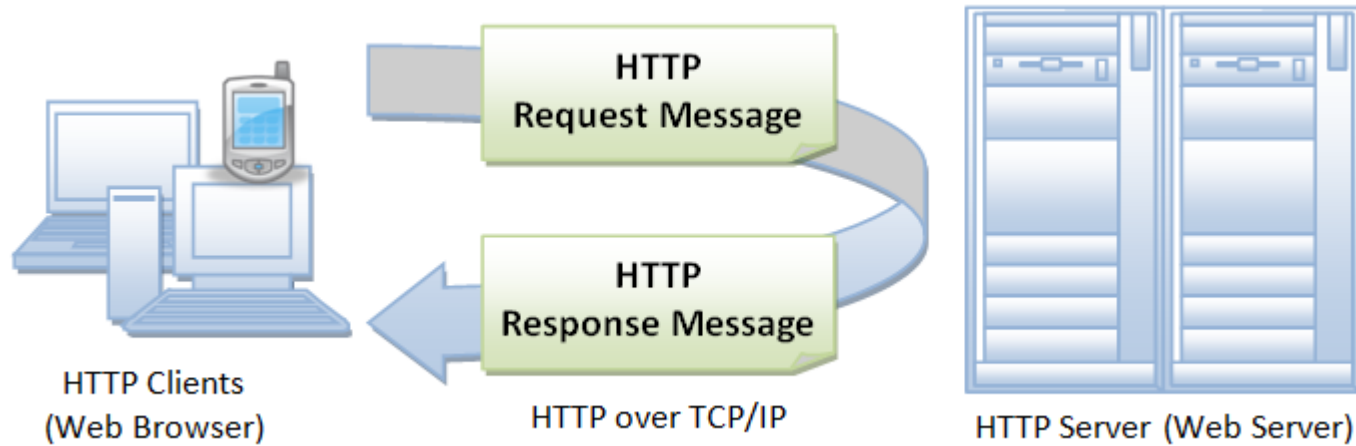 HTTP
Request Message
HTTP
Response Message
HTTP Clients
(Web Browser)
HTTP over TCP/IP
HTTP Server (Web Server)